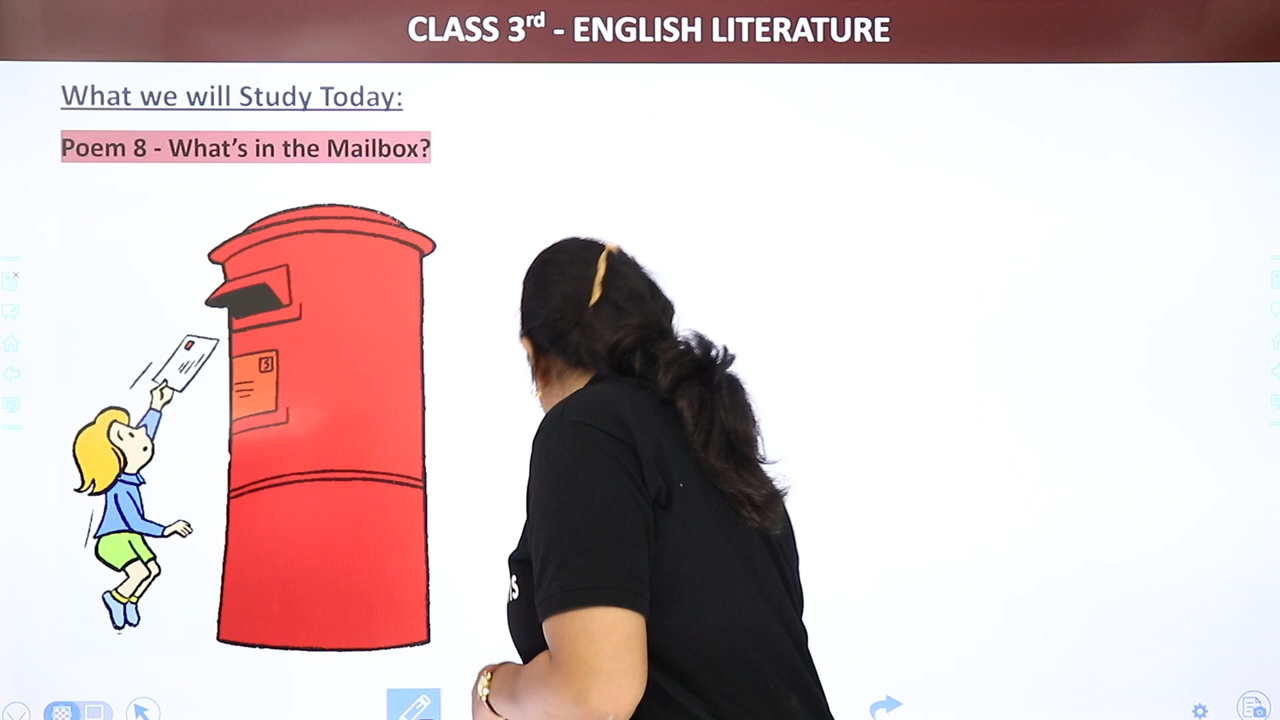 CLASS 3rd - ENGLISH LITERATURE
What we will Study Today:
Poem 8 - What's in the Mailbox?